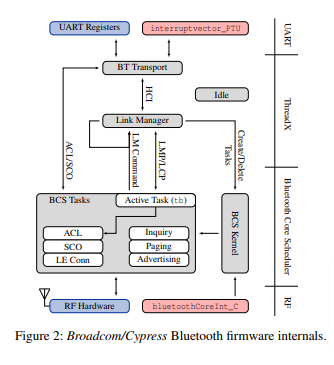 UART Registers
interruptvector_PTU
UART
BT Transport
HCI
Idle
Link Manager
ThreadX
ACL/SCO
LM Command
LMP/LCP
Create/Delete
Tasks
BCS Tasks
Active Task (tb)
ACL
SCO
LE Conn
Inquiry
Paging
Advertising
BCS Kernel
Bluetooth Core Scheduler
RF Hardware
bluetoothCoreInt_C
RF
Figure 2: Broadcom/Cypress Bluetooth firmware internals.